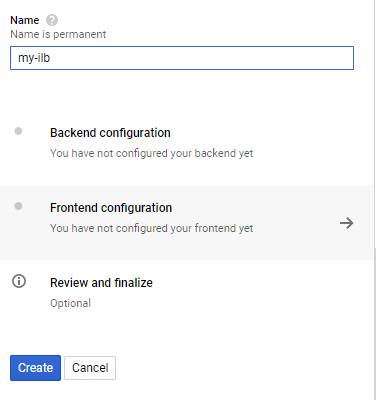 Name
Name is permanent
my-ilb
Backend configuration
You have not configured your backend yet
Frontend configuration
You have not configured your frontend yet
Review and finalize
Optional
Create Cancel